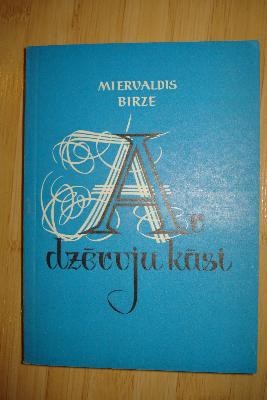 MIERVALDIS
BIRZE
Ar
dzērvju kāsi